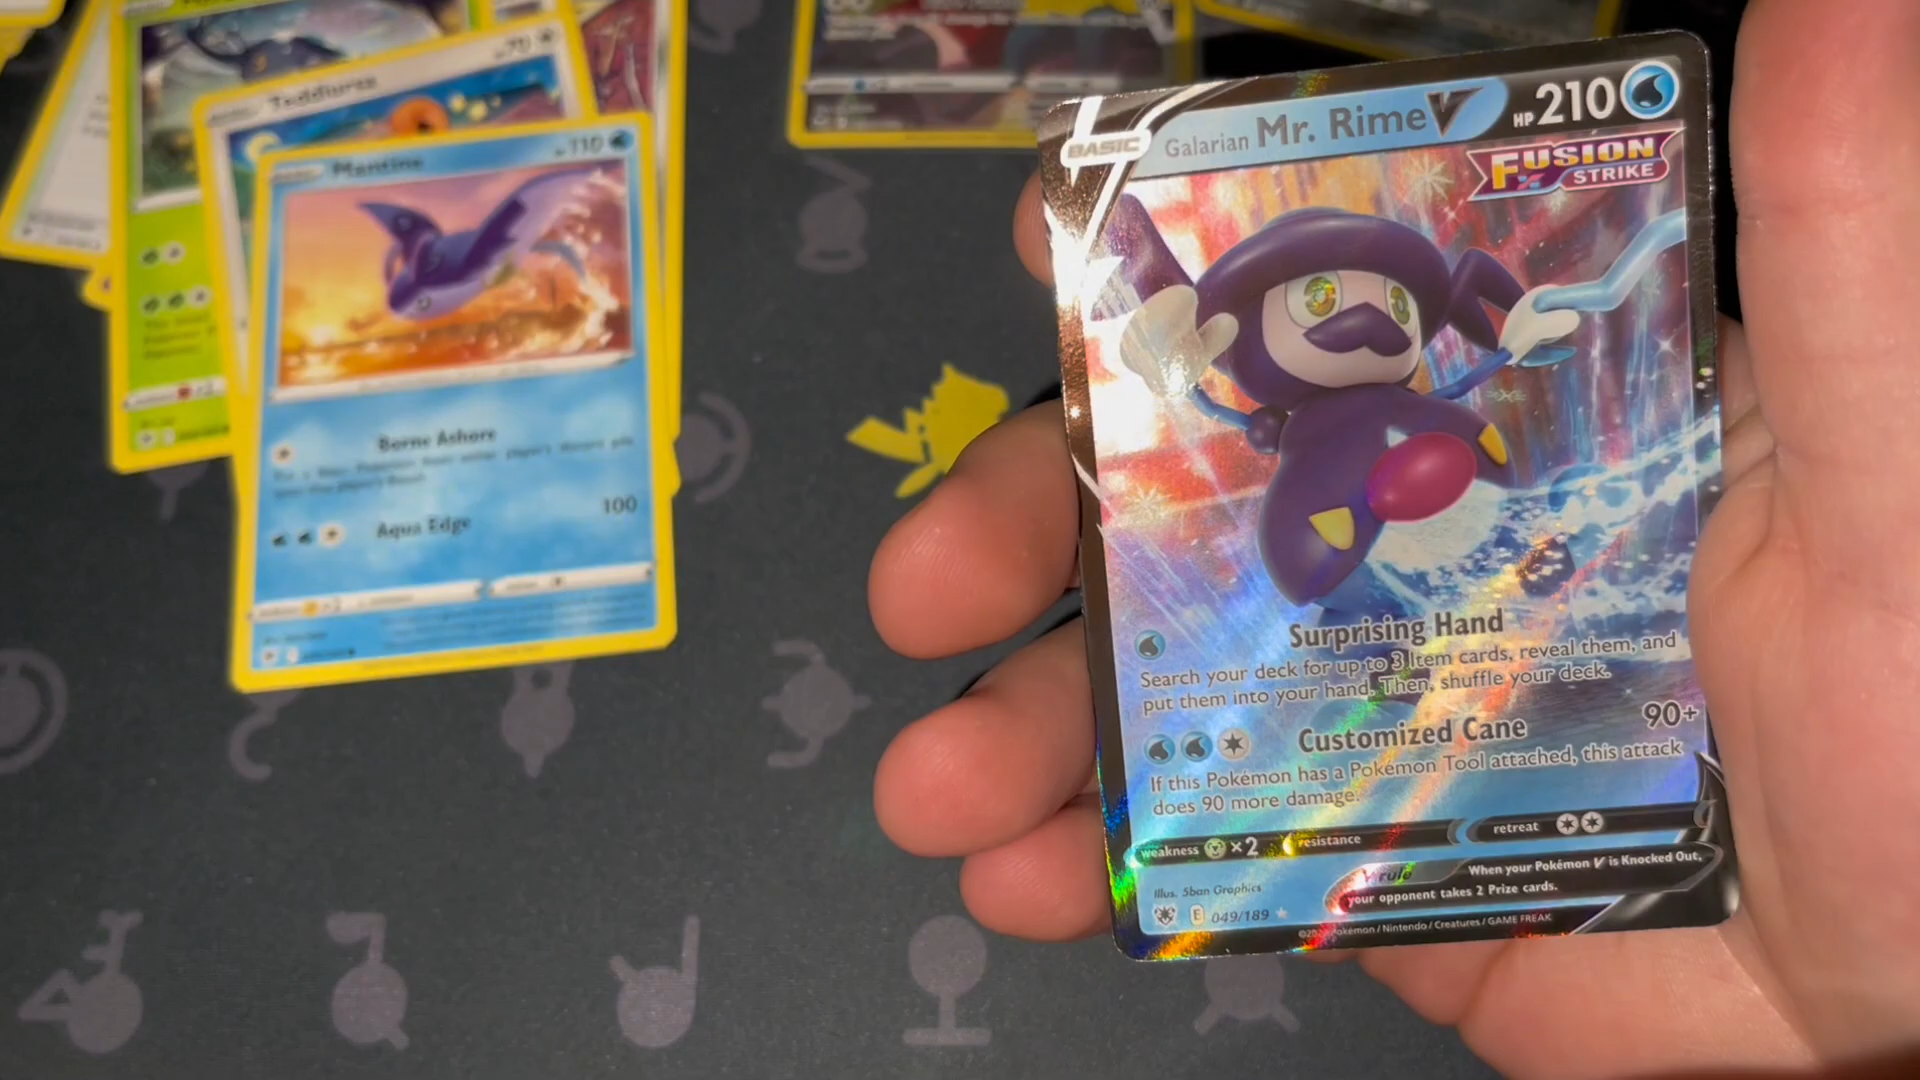 Teddiursa
70
Mantine
110
Borne Ashore
Aqua Edge
100
BASIC
Galarian Mr. Rime V
HP 210
FUSION
STRIKE
Surprising Hand
Search your deck for up to 3 Item cards, reveal them, and
put them into your hand. Then, shuffle your deck.
Customized Cane 90+
If this Pokémon has a Pokémon Tool attached, this attack
does 90 more damage.
weakness ×2 resistance retreat
V rule When your Pokémon V is Knocked Out,
your opponent takes 2 Prize cards.
Illus. 5ban Graphics
E 049/189
Pokémon / Nintendo / Creatures / GAME FREAK